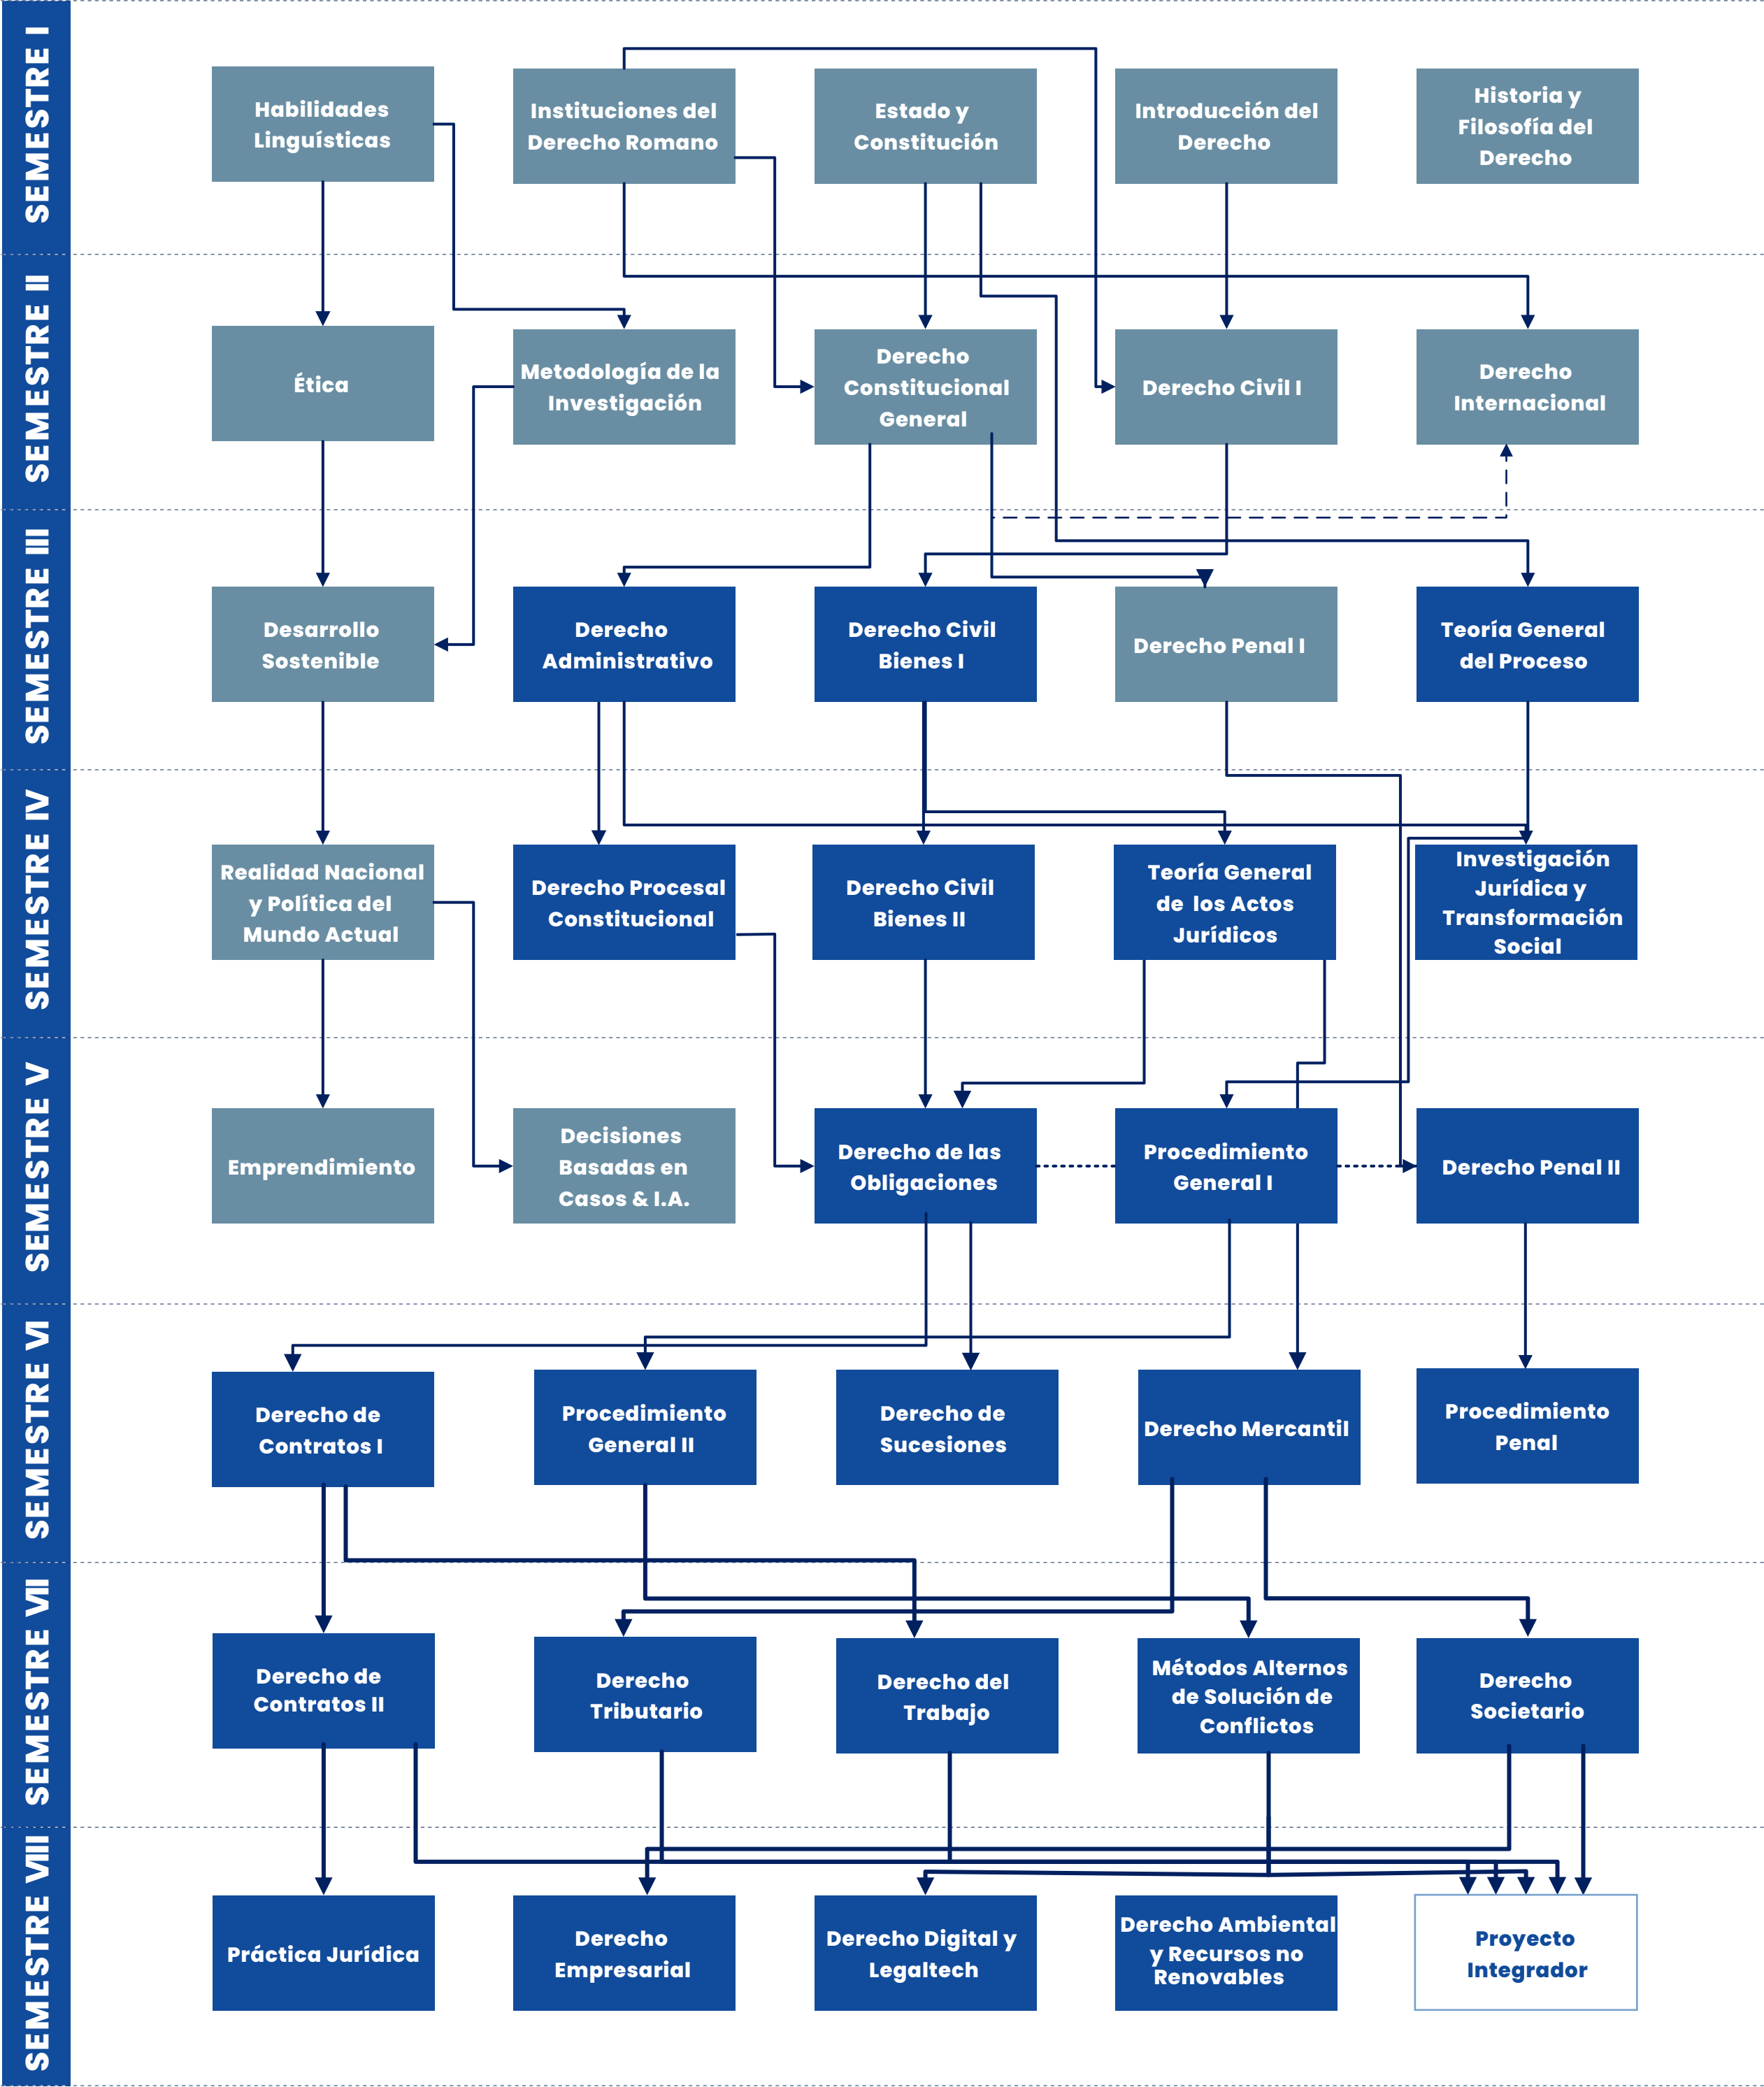 SEMESTRE I
Habilidades
Linguísticas
Instituciones del
Derecho Romano
Estado y
Constitución
Introducción del
Derecho
Historia y
Filosofía del
Derecho
SEMESTRE II
Ética
Metodología de la
Investigación
Derecho
Constitucional
General
Derecho Civil I
Derecho
Internacional
SEMESTRE III
Desarrollo
Sostenible
Derecho
Administrativo
Derecho Civil
Bienes I
Derecho Penal I
Teoría General
del Proceso
SEMESTRE IV
Realidad Nacional
y Política del
Mundo Actual
Derecho Procesal
Constitucional
Derecho Civil
Bienes II
Teoría General
de los Actos
Jurídicos
Investigación
Jurídica y
Transformación
Social
SEMESTRE V
Emprendimiento
Decisiones
Basadas en
Casos & I.A.
Derecho de las
Obligaciones
Procedimiento
General I
Derecho Penal II
SEMESTRE VI
Derecho de
Contratos I
Procedimiento
General II
Derecho de
Sucesiones
Derecho Mercantil
Procedimiento
Penal
SEMESTRE VII
Derecho de
Contratos II
Derecho
Tributario
Derecho del
Trabajo
Métodos Alternos
de Solución de
Conflictos
Derecho
Societario
SEMESTRE VIII
Práctica Jurídica
Derecho
Empresarial
Derecho Digital y
Legaltech
Derecho Ambiental
y Recursos no
Renovables
Proyecto
Integrador